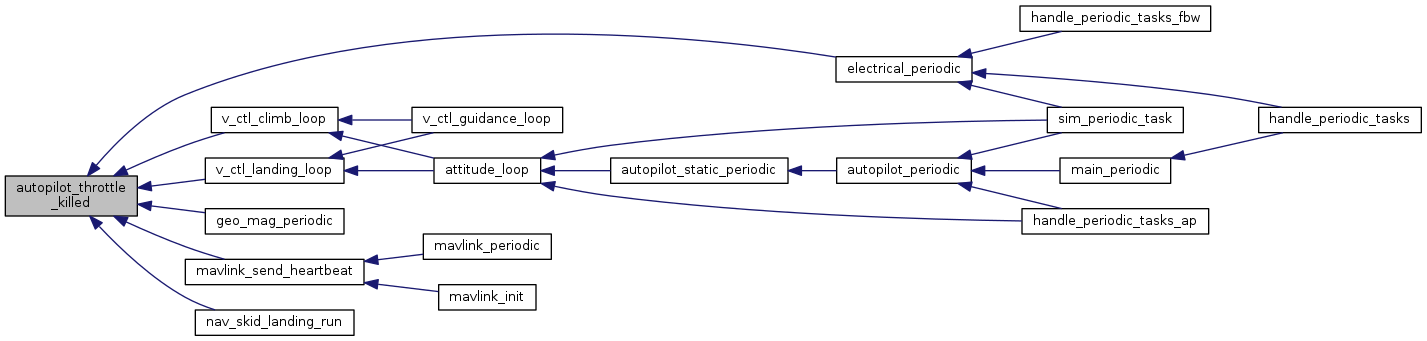 handle_periodic_tasks_fbw
electrical_periodic
v_ctl_climb_loop
v_ctl_guidance_loop
sim_periodic_task
handle_periodic_tasks
v_ctl_landing_loop
attitude_loop
autopilot_static_periodic
autopilot_periodic
main_periodic
autopilot_throttle
_killed
geo_mag_periodic
handle_periodic_tasks_ap
mavlink_periodic
mavlink_send_heartbeat
mavlink_init
nav_skid_landing_run